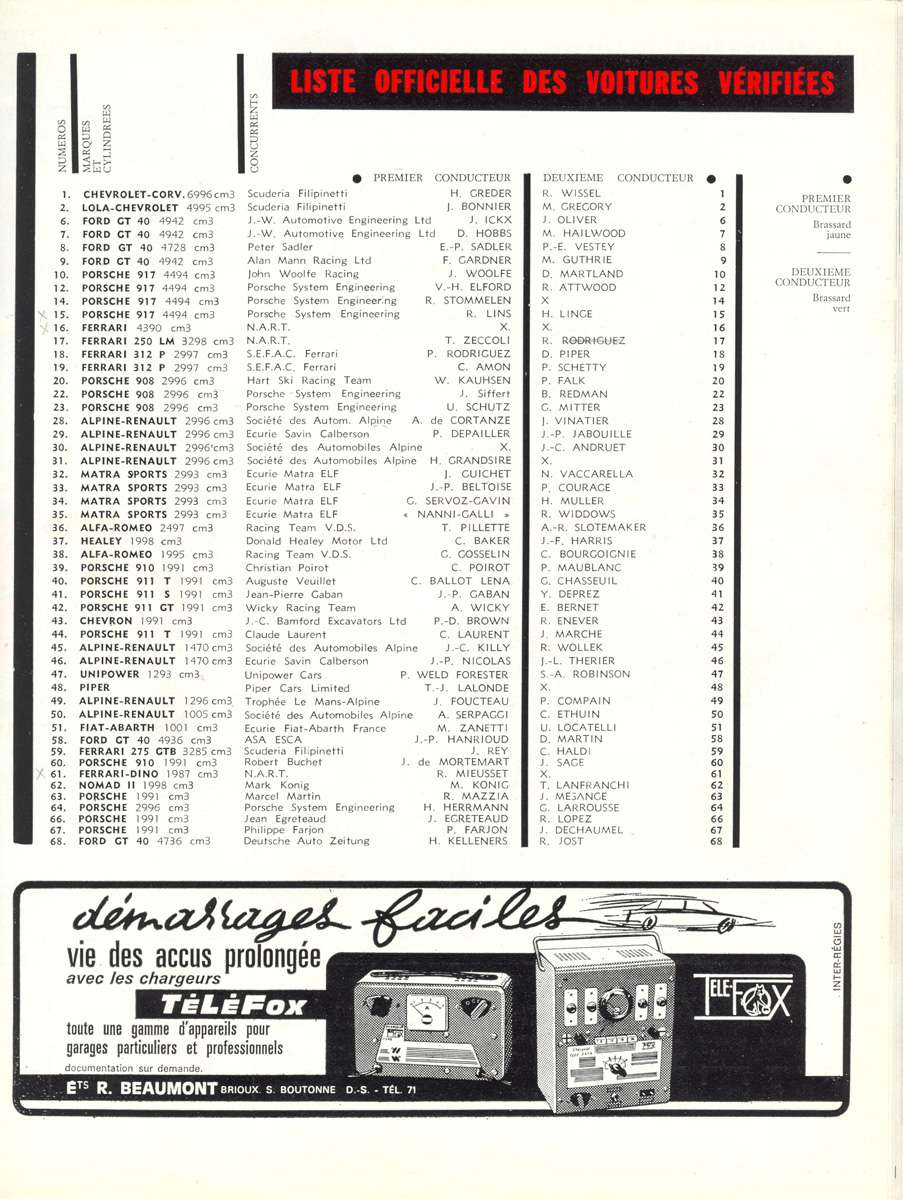 LISTE OFFICIELLE DES VOITURES VÉRIFIÉES
NUMEROS
MARQUES
ET
CYLINDREES
CONCURRENTS
● PREMIER CONDUCTEUR DEUXIÈME CONDUCTEUR ●
1. CHEVROLET-CORV. 6996 cm3 Scuderia Filipinetti H. GREDER R. WISSEL 1
2. LOLA-CHEVROLET 4995 cm3 Scuderia Filipinetti J. BONNIER M. GREGORY 2
6. FORD GT 40 4942 cm3 J.-W. Automotive Engineering Ltd J. ICKX J. OLIVER 6
7. FORD GT 40 4942 cm3 J.-W. Automotive Engineering Ltd D. HOBBS M. HAILWOOD 7
8. FORD GT 40 4728 cm3 Peter Sadler E.-P. SADLER P.-E. VESTEY 8
9. FORD GT 40 4942 cm3 Alan Mann Racing Ltd F. GARDNER M. GUTHRIE 9
10. PORSCHE 917 4494 cm3 John Woolfe Racing J. WOOLFE D. MARTLAND 10
12. PORSCHE 917 4494 cm3 Porsche System Engineering V.-H. ELFORD R. ATTWOOD 12
14. PORSCHE 917 4494 cm3 Porsche System Engineering R. STOMMELEN X 14
x 15. PORSCHE 917 4494 cm3 Porsche System Engineering R. LINS H. LINGE 15
x 16. FERRARI 4390 cm3 N.A.R.T. X. X. 16
17. FERRARI 250 LM 3298 cm3 N.A.R.T. T. ZECCOLI R. RODRIGUEZ 17
18. FERRARI 312 P 2997 cm3 S.E.F.A.C. Ferrari P. RODRIGUEZ D. PIPER 18
19. FERRARI 312 P 2997 cm3 S.E.F.A.C. Ferrari C. AMON P. SCHETTY 19
20. PORSCHE 908 2996 cm3 Hart Ski Racing Team W. KAUHSEN P. FALK 20
22. PORSCHE 908 2996 cm3 Porsche System Engineering J. Siffert B. REDMAN 22
23. PORSCHE 908 2996 cm3 Porsche System Engineering U. SCHUTZ G. MITTER 23
28. ALPINE-RENAULT 2996 cm3 Société des Autom. Alpine A. de CORTANZE J. VINATIER 28
29. ALPINE-RENAULT 2996 cm3 Ecurie Savin Calberson P. DEPAILLER J.-P. JABOUILLE 29
30. ALPINE-RENAULT 2996 cm3 Société des Automobiles Alpine X. J.-C. ANDRUET 30
31. ALPINE-RENAULT 2996 cm3 Société des Automobiles Alpine H. GRANDSIRE X. 31
32. MATRA SPORTS 2993 cm3 Ecurie Matra ELF J. GUICHET N. VACCARELLA 32
33. MATRA SPORTS 2993 cm3 Ecurie Matra ELF J.-P. BELTOISE P. COURAGE 33
34. MATRA SPORTS 2993 cm3 Ecurie Matra ELF G. SERVOZ-GAVIN H. MULLER 34
35. MATRA SPORTS 2993 cm3 Ecurie Matra ELF « NANNI-GALLI » R. WIDDOWS 35
36. ALFA-ROMEO 2497 cm3 Racing Team V.D.S. T. PILLETTE A.-R. SLOTEMAKER 36
37. HEALEY 1998 cm3 Donald Healey Motor Ltd C. BAKER J.-F. HARRIS 37
38. ALFA-ROMEO 1995 cm3 Racing Team V.D.S. G. GOSSELIN C. BOURGOIGNIE 38
39. PORSCHE 910 1991 cm3 Christian Poirot C. POIROT P. MAUBLANC 39
40. PORSCHE 911 T 1991 cm3 Auguste Veuillet C. BALLOT LENA G. CHASSEUIL 40
41. PORSCHE 911 S 1991 cm3 Jean-Pierre Gaban J.-P. GABAN Y. DEPREZ 41
42. PORSCHE 911 GT 1991 cm3 Wicky Racing Team A. WICKY E. BERNET 42
43. CHEVRON 1991 cm3 J.-C. Bamford Excavators Ltd P.-D. BROWN R. ENEVER 43
44. PORSCHE 911 T 1991 cm3 Claude Laurent C. LAURENT J. MARCHE 44
45. ALPINE-RENAULT 1470 cm3 Société des Automobiles Alpine J.-C. KILLY R. WOLLEK 45
46. ALPINE-RENAULT 1470 cm3 Ecurie Savin Calberson J.-P. NICOLAS J.-L. THERIER 46
47. UNIPOWER 1293 cm3 Unipower Cars P. WELD FORESTER S.-A. ROBINSON 47
48. PIPER Piper Cars Limited T.-J. LALONDE X. 48
49. ALPINE-RENAULT 1296 cm3 Trophée Le Mans-Alpine J. FOUCTEAU P. COMPAIN 49
50. ALPINE-RENAULT 1005 cm3 Société des Automobiles Alpine A. SERPAGGI C. ETHUIN 50
51. FIAT-ABARTH 1001 cm3 Ecurie Fiat-Abarth France M. ZANETTI U. LOCATELLI 51
58. FORD GT 40 4936 cm3 ASA ESCA J.-P. HANRIOUD D. MARTIN 58
59. FERRARI 275 GTB 3285 cm3 Scuderia Filipinetti J. REY C. HALDI 59
60. PORSCHE 910 1991 cm3 Robert Buchet J. de MORTEMART J. SAGE 60
x 61. FERRARI-DINO 1987 cm3 N.A.R.T. R. MIEUSSET X. 61
62. NOMAD II 1998 cm3 Mark Konig M. KONIG T. LANFRANCHI 62
63. PORSCHE 1991 cm3 Marcel Martin R. MAZZIA J. MESANGE 63
64. PORSCHE 2996 cm3 Porsche System Engineering H. HERRMANN G. LARROUSSE 64
66. PORSCHE 1991 cm3 Jean Egreteaud J. EGRETEAUD R. LOPEZ 66
67. PORSCHE 1991 cm3 Philippe Farjon P. FARJON J. DECHAUMEL 67
68. FORD GT 40 4736 cm3 Deutsche Auto Zeitung H. KELLENERS R. JOST 68
●
PREMIER
CONDUCTEUR
Brassard
jaune
DEUXIEME
CONDUCTEUR
Brassard
vert
démarrages faciles
vie des accus prolongée
avec les chargeurs
TÉLÉFOX
toute une gamme d'appareils pour
garages particuliers et professionnels
documentation sur demande.
ÉTS R. BEAUMONT BRIOUX. S. BOUTONNE D.-S. - TÉL. 71
A
TELE-FOX
INTER-RÉGIES